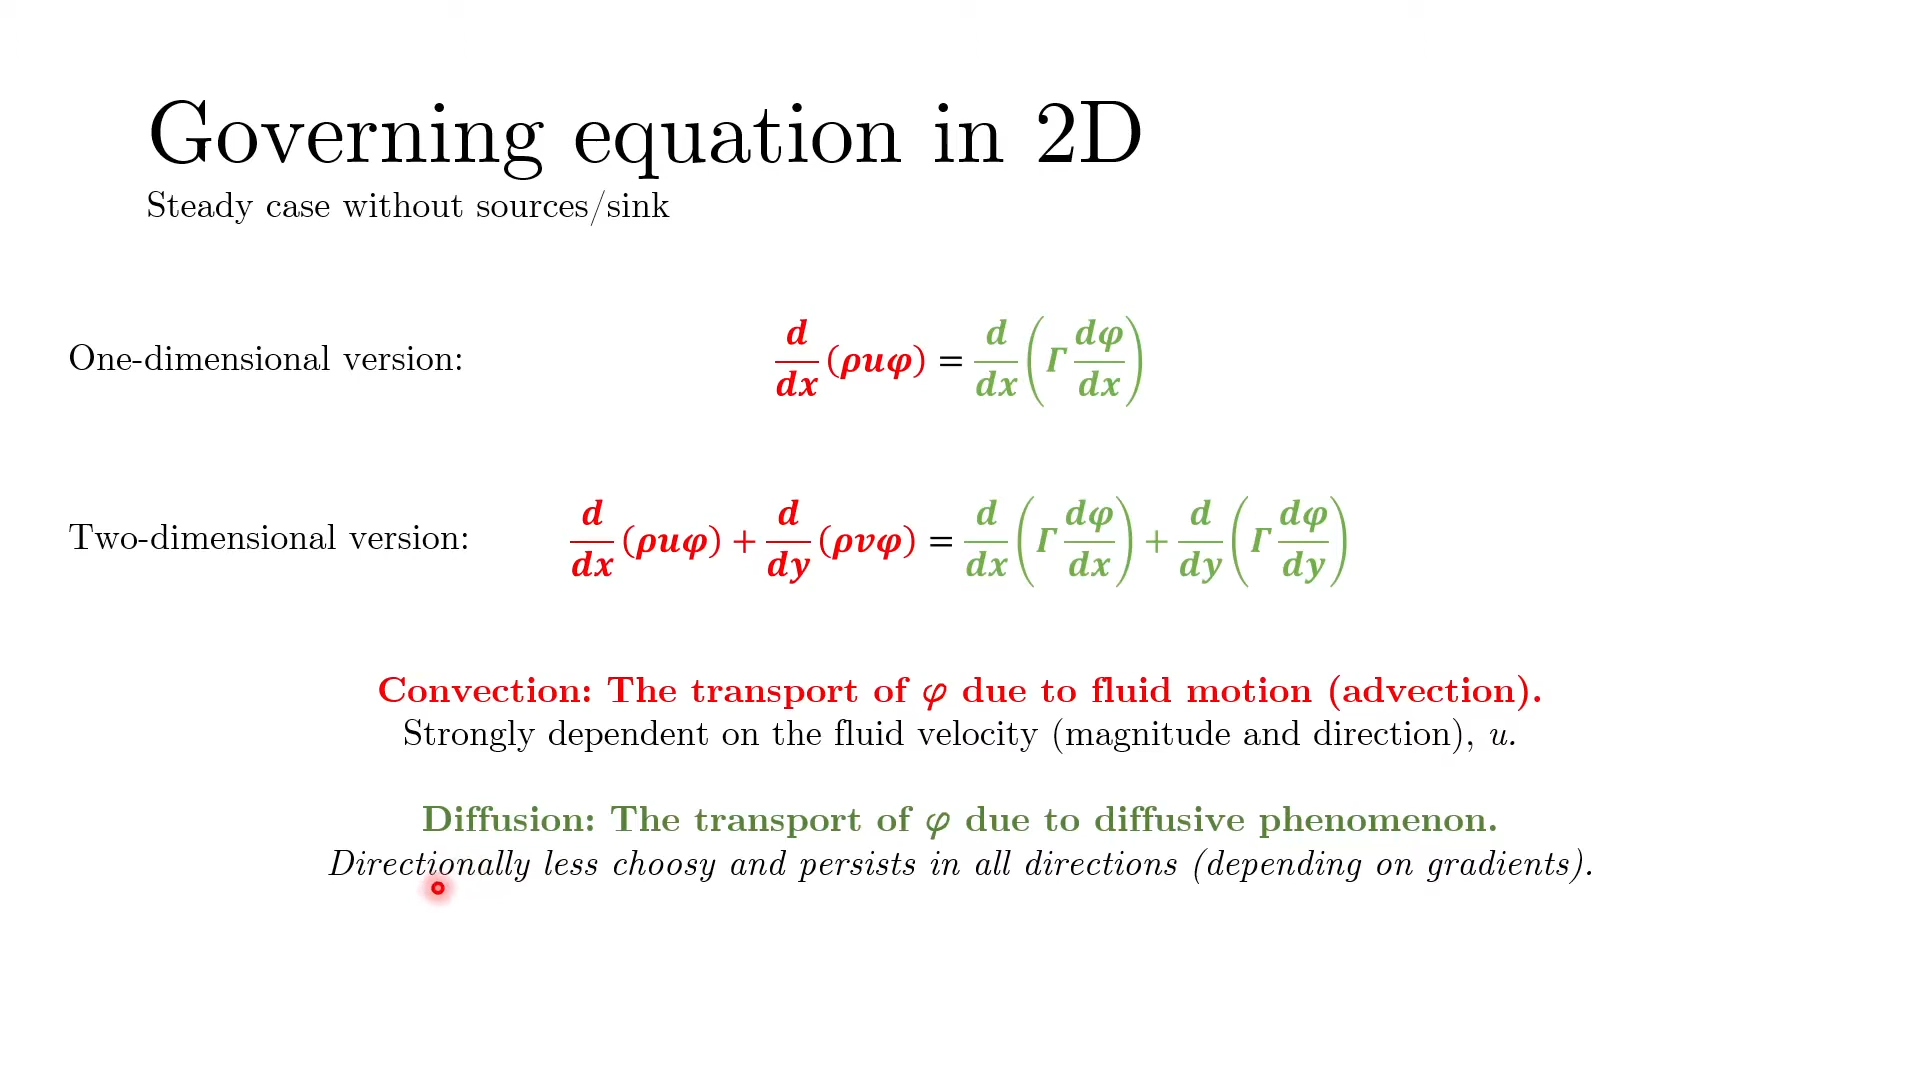 Governing equation in 2D
Steady case without sources/sink
One-dimensional version: d/dx (ρuφ) = d/dx (Γ dφ/dx)
Two-dimensional version: d/dx (ρuφ) + d/dy (ρvφ) = d/dx (Γ dφ/dx) + d/dy (Γ dφ/dy)
Convection: The transport of φ due to fluid motion (advection).
Strongly dependent on the fluid velocity (magnitude and direction), u.
Diffusion: The transport of φ due to diffusive phenomenon.
Directionally less choosy and persists in all directions (depending on gradients).